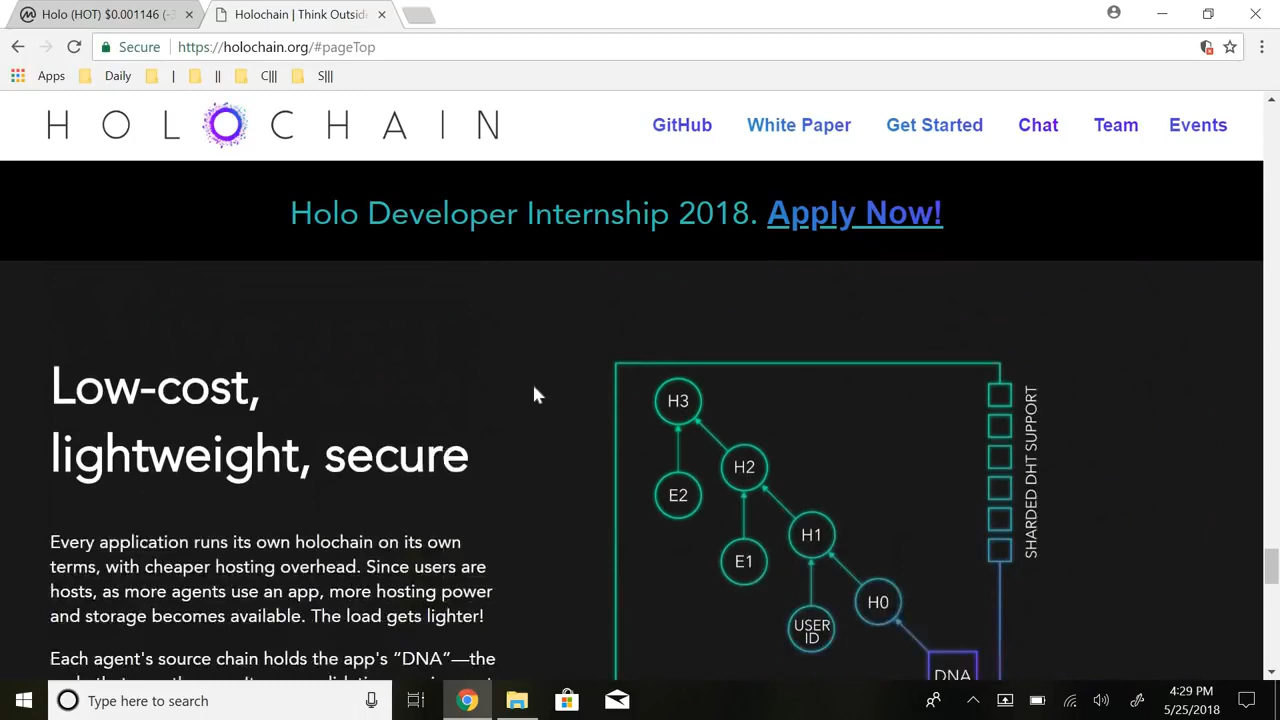 Holo (HOT) $0.001146 (-3
Holochain | Think Outside
Secure
https://holochain.org/#pageTop
Apps
Daily
|
||
C|||
S|||
HOLOCHAIN
GitHub
White Paper
Get Started
Chat
Team
Events
Holo Developer Internship 2018. Apply Now!
Low-cost,
lightweight, secure
Every application runs its own holochain on its own
terms, with cheaper hosting overhead. Since users are
hosts, as more agents use an app, more hosting power
and storage becomes available. The load gets lighter!
Each agent's source chain holds the app's “DNA”—the
H3
H2
E2
H1
E1
H0
USER
ID
DNA
SHARDED DHT SUPPORT
Type here to search
4:29 PM
5/25/2018